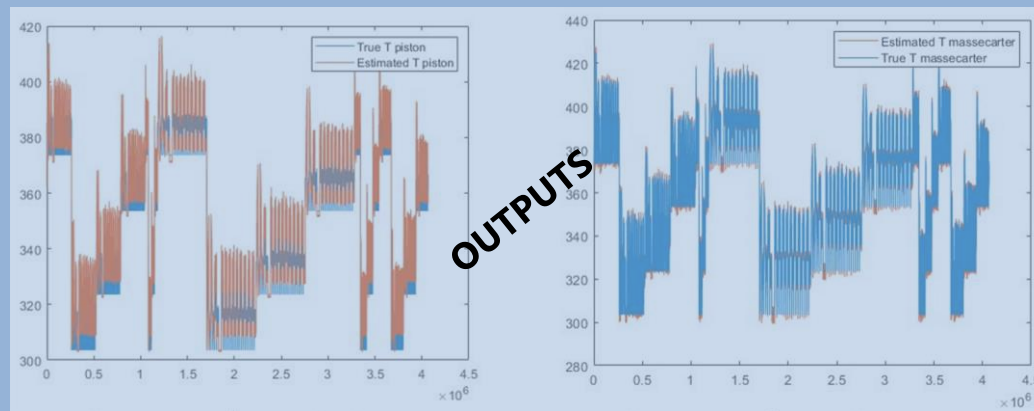 420
400
380
360
340
320
300
0 0.5 1 1.5 2 2.5 3 3.5 4 4.5
×10^6
True T piston
Estimated T piston
OUTPUTS
440
420
400
380
360
340
320
300
280
0 0.5 1 1.5 2 2.5 3 3.5 4 4.5
×10^6
Estimated T massecarter
True T massecarter